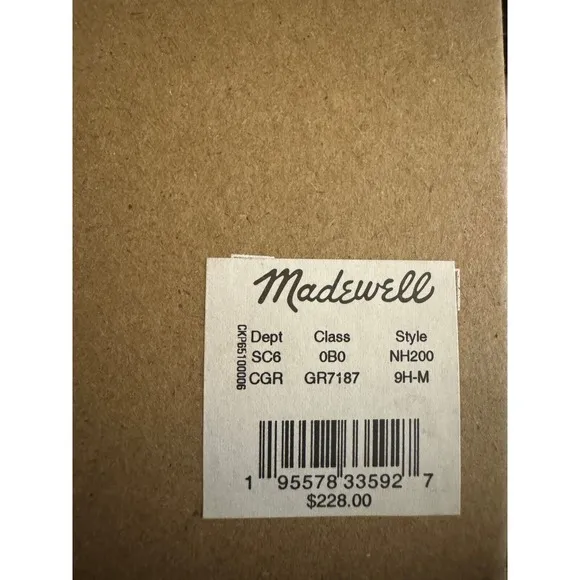 Madewell
CKP65100006
Dept Class Style
SC6 0B0 NH200
CGR GR7187 9H-M
1 95578 33592 7
$228.00